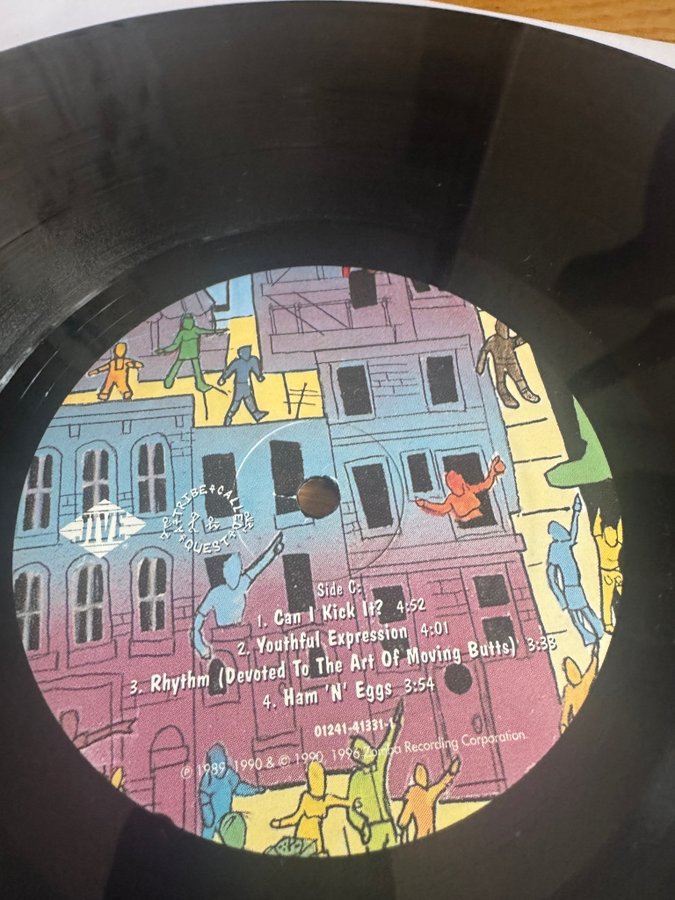 JIVE
A TRIBE CALLED QUEST
Side C:
1. Can I Kick It? 4:52
2. Youthful Expression 4:01
3. Rhythm (Devoted To The Art Of Moving Butts) 3:38
4. Ham 'N' Eggs 3:54
01241-41331-1
℗ 1989, 1990 & © 1990, 1996 Zomba Recording Corporation.